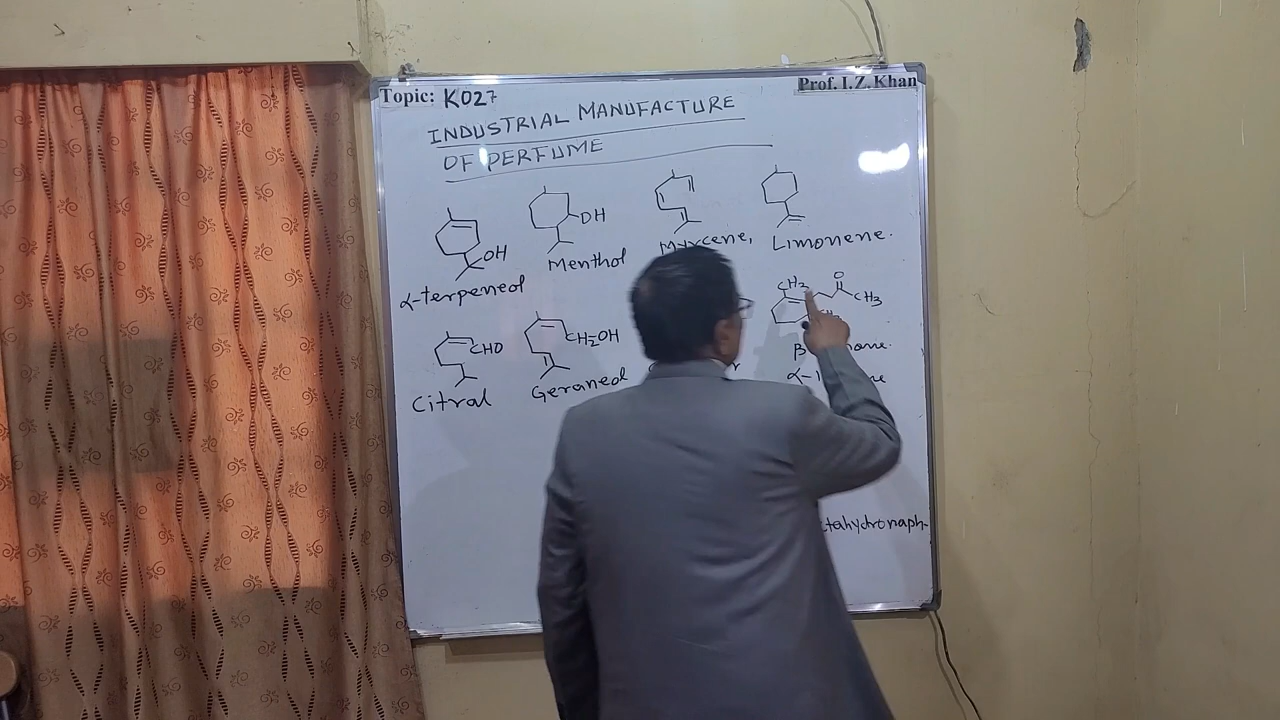 Topic: K027
Prof. I.Z. Khan
INDUSTRIAL MANUFACTURE
OF PERFUME
OH
DH
α-terpeneol
Menthol
Limonene.
CH3
O
CH3
CHO
CH2OH
Citral
Geraneol
tahydronaph-